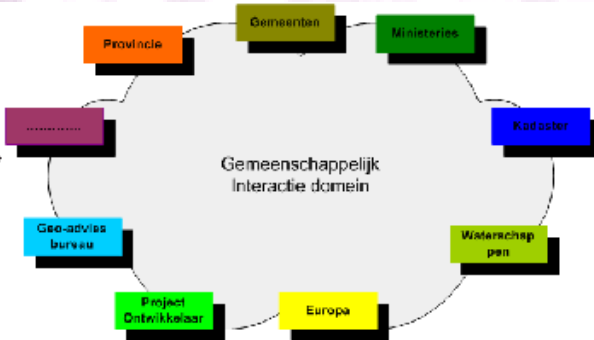 Gemeenten
Ministeries
Provincie
..............
Kadaster
Gemeenschappelijk
Interactie domein
Geo-advies
bureau
Waterschap
pen
Project
Ontwikkelaar
Europa